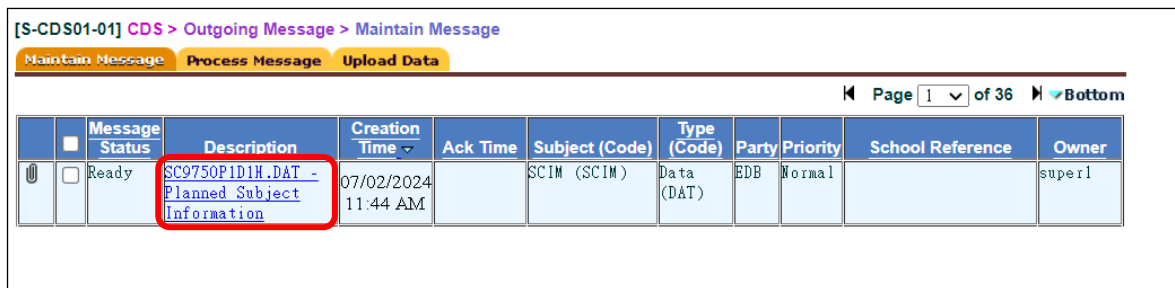 [S-CDS01-01] CDS > Outgoing Message > Maintain Message
Maintain Message Process Message Upload Data
Page 1 of 36 Bottom
Message Status Description Creation Time Ack Time Subject (Code) Type (Code) Party Priority School Reference Owner
Ready SC9750P1D1H.DAT - Planned Subject Information 07/02/2024 11:44 AM SCIM (SCIM) Data (DAT) EDB Normal super1